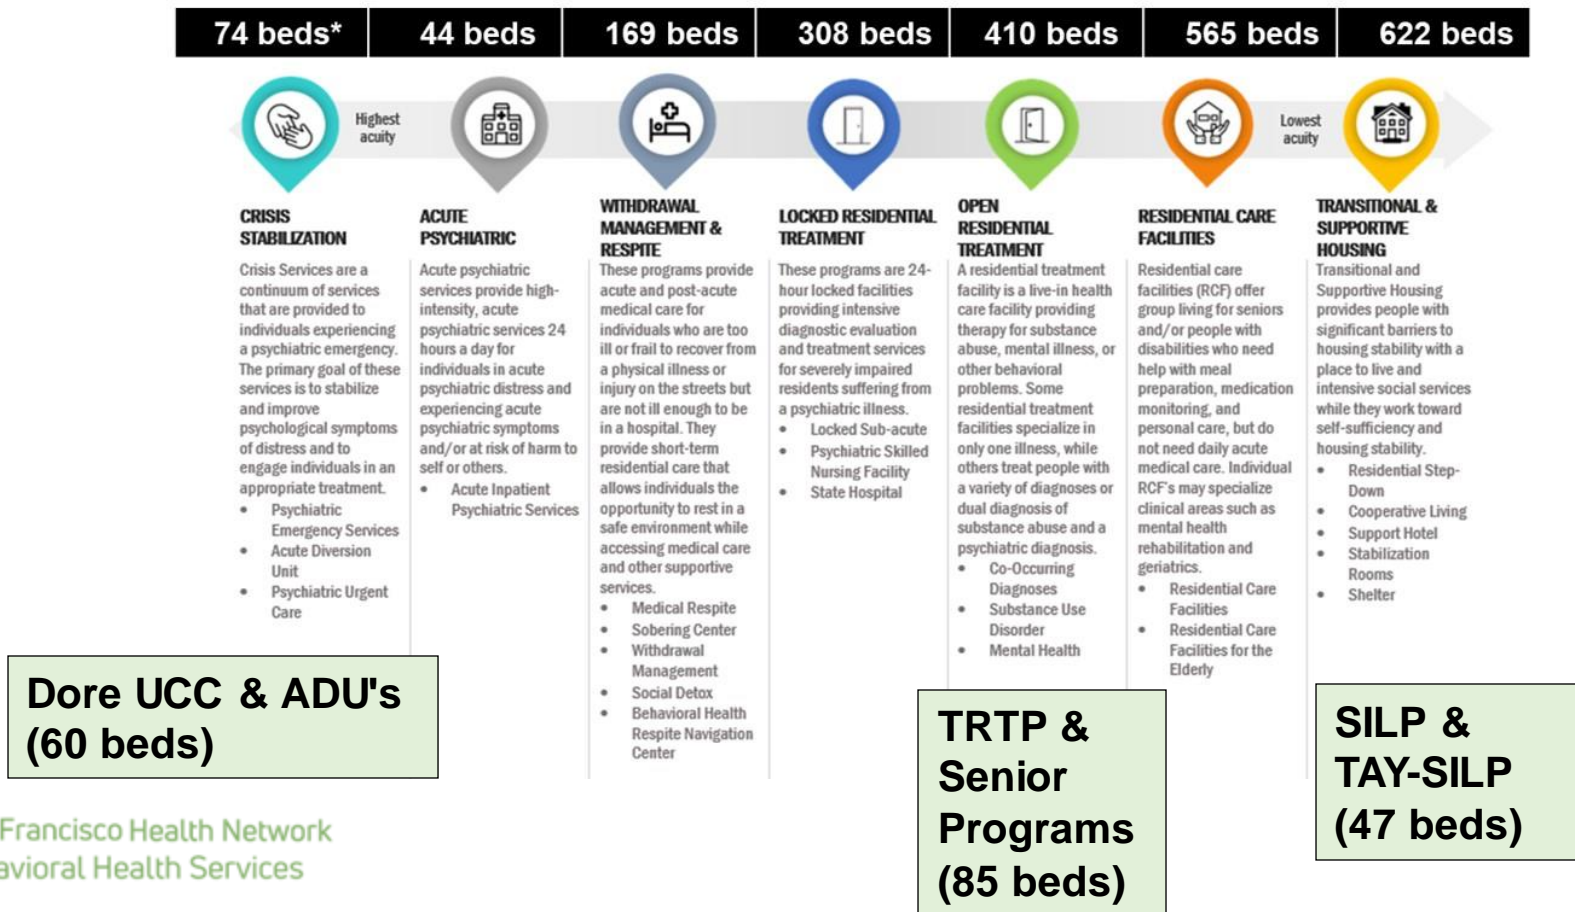 74 beds*
44 beds
169 beds
308 beds
410 beds
565 beds
622 beds
Highest
acuity
Lowest
acuity
CRISIS
STABILIZATION
Crisis Services are a
continuum of services
that are provided to
individuals experiencing
a psychiatric emergency.
The primary goal of these
services is to stabilize
and improve
psychological symptoms
of distress and to
engage individuals in an
appropriate treatment.
• Psychiatric
Emergency Services
• Acute Diversion
Unit
• Psychiatric Urgent
Care
ACUTE
PSYCHIATRIC
Acute psychiatric
services provide high-
intensity, acute
psychiatric services 24
hours a day for
individuals in acute
psychiatric distress and
experiencing acute
psychiatric symptoms
and/or at risk of harm to
self or others.
• Acute Inpatient
Psychiatric Services
WITHDRAWAL
MANAGEMENT &
RESPITE
These programs provide
acute and post-acute
medical care for
individuals who are too
ill or frail to recover from
a physical illness or
injury on the streets but
are not ill enough to be
in a hospital. They
provide short-term
residential care that
allows individuals the
opportunity to rest in a
safe environment while
accessing medical care
and other supportive
services.
• Medical Respite
• Sobering Center
• Withdrawal
Management
• Social Detox
• Behavioral Health
Respite Navigation
Center
LOCKED RESIDENTIAL
TREATMENT
These programs are 24-
hour locked facilities
providing intensive
diagnostic evaluation
and treatment services
for severely impaired
residents suffering from
a psychiatric illness.
• Locked Sub-acute
• Psychiatric Skilled
Nursing Facility
• State Hospital
OPEN
RESIDENTIAL
TREATMENT
A residential treatment
facility is a live-in health
care facility providing
therapy for substance
abuse, mental illness, or
other behavioral
problems. Some
residential treatment
facilities specialize in
only one illness, while
others treat people with
a variety of diagnoses or
dual diagnosis of
substance abuse and a
psychiatric diagnosis.
• Co-Occurring
Diagnoses
• Substance Use
Disorder
• Mental Health
RESIDENTIAL CARE
FACILITIES
Residential care
facilities (RCF) offer
group living for seniors
and/or people with
disabilities who need
help with meal
preparation, medication
monitoring, and
personal care, but do
not need daily acute
medical care. Individual
RCF's may specialize
clinical areas such as
mental health
rehabilitation and
geriatrics.
• Residential Care
Facilities
• Residential Care
Facilities for the
Elderly
TRANSITIONAL &
SUPPORTIVE
HOUSING
Transitional and
Supportive Housing
provides people with
significant barriers to
housing stability with a
place to live and
intensive social services
while they work toward
self-sufficiency and
housing stability.
• Residential Step-
Down
• Cooperative Living
• Support Hotel
• Stabilization
Rooms
• Shelter
Dore UCC & ADU's
(60 beds)
TRTP &
Senior
Programs
(85 beds)
SILP &
TAY-SILP
(47 beds)
Francisco Health Network
avioral Health Services